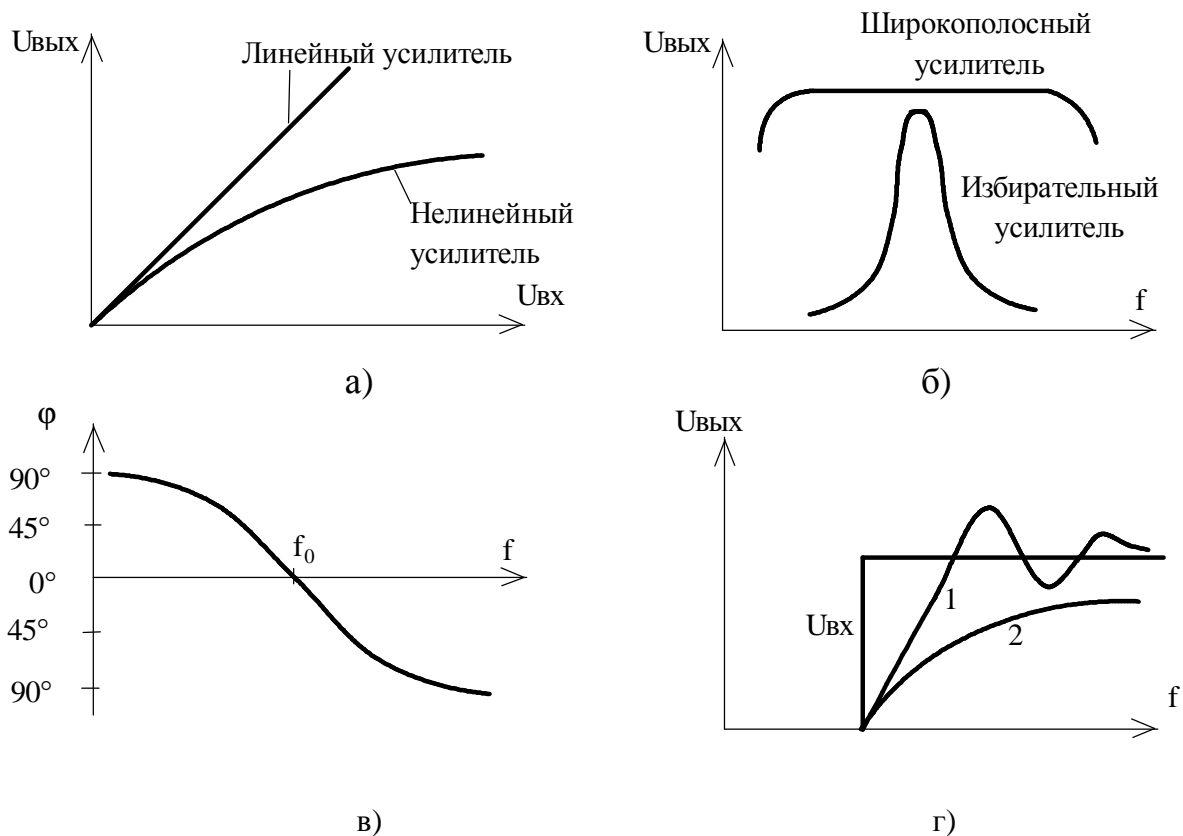 Uвых
Линейный усилитель
Нелинейный
усилитель
Uвх
а)
Uвых
Широкополосный
усилитель
Избирательный
усилитель
f
б)
φ
90°
45°
f₀
f
0°
45°
90°
в)
Uвых
Uвх
1
2
f
г)